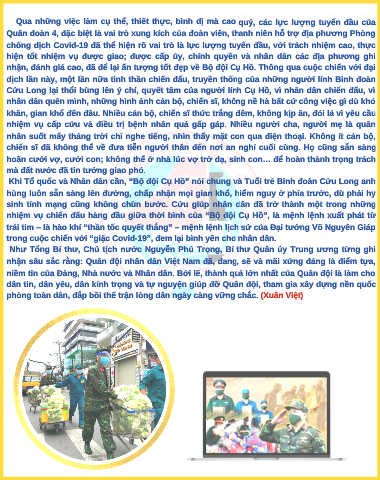 Qua những việc làm cụ thể, thiết thực, bình dị mà cao quý, các lực lượng tuyến đầu của
Quân đoàn 4, đặc biệt là vai trò xung kích của đoàn viên, thanh niên hỗ trợ địa phương Phòng
chống dịch Covid-19 đã thể hiện rõ vai trò là lực lượng tuyến đầu, với trách nhiệm cao, thực
hiện tốt nhiệm vụ được giao; được cấp ủy, chính quyền và nhân dân các địa phương ghi
nhận, đánh giá cao, đã để lại ấn tượng tốt đẹp về Bộ đội Cụ Hồ. Thông qua cuộc chiến với đại
dịch lần này, một lần nữa tinh thần chiến đấu, truyền thống của những người lính Binh đoàn
Cửu Long lại thổi bùng lên ý chí, quyết tâm của người lính Cụ Hồ, vì nhân dân chiến đấu, vì
nhân dân quên mình, những hình ảnh cán bộ, chiến sĩ, không nề hà bất cứ công việc gì dù khó
khăn, gian khổ đến đâu. Nhiều cán bộ, chiến sĩ thức trắng đêm, không kịp ăn, đói lả vì yêu cầu
nhiệm vụ cấp cứu và điều trị bệnh nhân quá gấp gáp. Nhiều người cha, người mẹ là quân
nhân suốt mấy tháng trời chỉ nghe tiếng, nhìn thấy mặt con qua điện thoại. Không ít cán bộ,
chiến sĩ đã không thể về đưa tiễn người thân đến nơi an nghỉ cuối cùng. Họ cũng sẵn sàng
hoãn cưới vợ, cưới con; không thể ở nhà lúc vợ trở dạ, sinh con... để hoàn thành trọng trách
mà đất nước đã tin tưởng giao phó.
Khi Tổ quốc và Nhân dân cần, "Bộ đội Cụ Hồ" nói chung và Tuổi trẻ Binh đoàn Cửu Long anh
hùng luôn sẵn sàng lên đường, chấp nhận mọi gian khổ, hiểm nguy ở phía trước, dù phải hy
sinh tính mạng cũng không chùn bước. Cứu giúp nhân dân đã trở thành một trong những
nhiệm vụ chiến đấu hàng đầu giữa thời bình của "Bộ đội Cụ Hồ", là mệnh lệnh xuất phát từ
trái tim – là hào khí "thần tốc quyết thắng" – mệnh lệnh lịch sử của Đại tướng Võ Nguyên Giáp
trong cuộc chiến với "giặc Covid-19", đem lại bình yên cho nhân dân.
Như Tổng Bí thư, Chủ tịch nước Nguyễn Phú Trọng, Bí thư Quân ủy Trung ương từng ghi
nhận sâu sắc rằng: Quân đội nhân dân Việt Nam đã, đang, sẽ và mãi xứng đáng là điểm tựa,
niềm tin của Đảng, Nhà nước và Nhân dân. Bởi lẽ, thành quả lớn nhất của Quân đội là làm cho
dân tin, dân yêu, dân kính trọng và tự nguyện giúp đỡ Quân đội, tham gia xây dựng nền quốc
phòng toàn dân, đắp bồi thế trận lòng dân ngày càng vững chắc. (Xuân Việt)